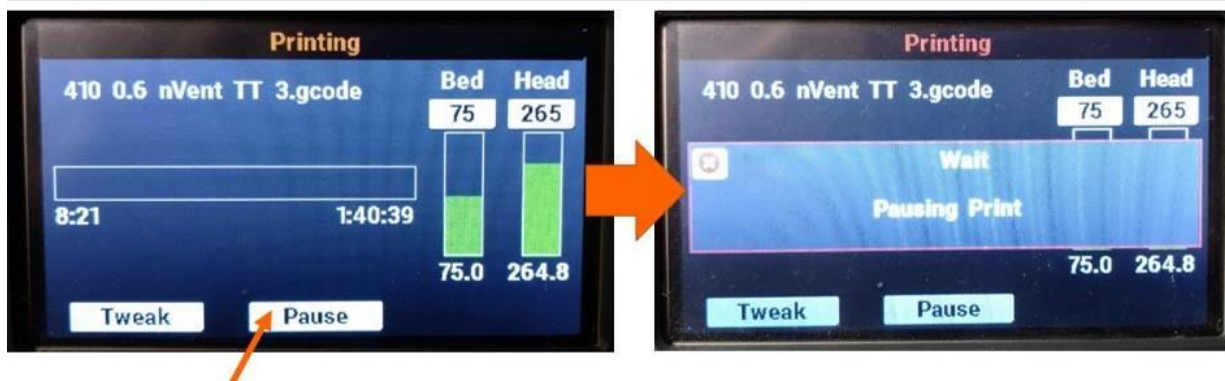 Printing
410 0.6 nVent TT 3.gcode
Bed Head
75 265
8:21 1:40:39
75.0 264.8
Tweak Pause
Printing
410 0.6 nVent TT 3.gcode
Bed Head
75 265
Wait
Pausing Print
75.0 264.8
Tweak Pause